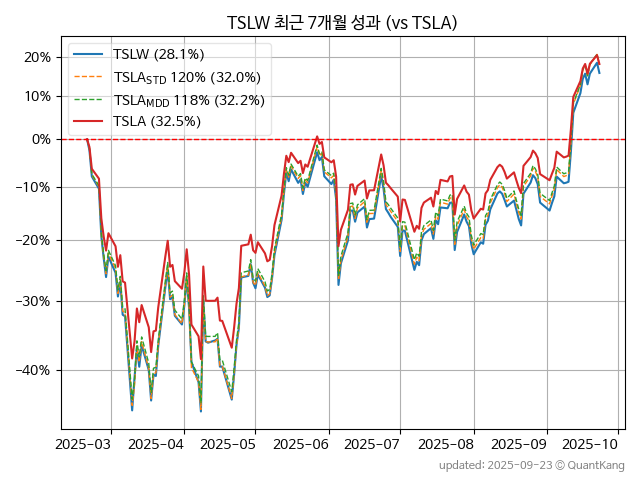 TSLW 최근 7개월 성과 (vs TSLA)
TSLW (28.1%)
TSLA_STD 120% (32.0%)
TSLA_MDD 118% (32.2%)
TSLA (32.5%)
20%
10%
0%
−10%
−20%
−30%
−40%
2025-03 2025-04 2025-05 2025-06 2025-07 2025-08 2025-09 2025-10
updated: 2025-09-23 © QuantKang